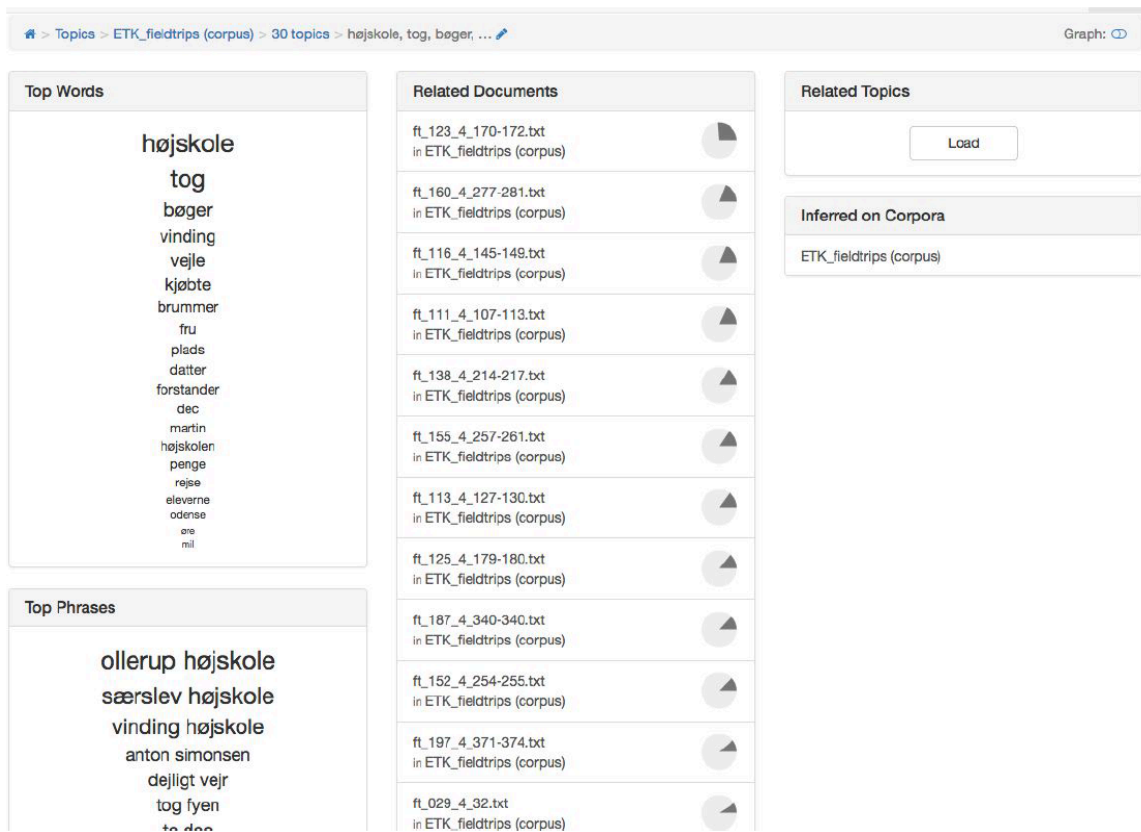 > Topics > ETK_fieldtrips (corpus) > 30 topics > højskole, tog, bøger, ...
Graph:
Top Words
højskole
tog
bøger
vinding
vejle
kjøbte
brummer
fru
plads
datter
forstander
dec
martin
højskolen
penge
rejse
eleverne
odense
øre
mil
Top Phrases
ollerup højskole
særslev højskole
vinding højskole
anton simonsen
dejligt vejr
tog fyen
Related Documents
ft_123_4_170-172.txt
in ETK_fieldtrips (corpus)
ft_160_4_277-281.txt
in ETK_fieldtrips (corpus)
ft_116_4_145-149.txt
in ETK_fieldtrips (corpus)
ft_111_4_107-113.txt
in ETK_fieldtrips (corpus)
ft_138_4_214-217.txt
in ETK_fieldtrips (corpus)
ft_155_4_257-261.txt
in ETK_fieldtrips (corpus)
ft_113_4_127-130.txt
in ETK_fieldtrips (corpus)
ft_125_4_179-180.txt
in ETK_fieldtrips (corpus)
ft_187_4_340-340.txt
in ETK_fieldtrips (corpus)
ft_152_4_254-255.txt
in ETK_fieldtrips (corpus)
ft_197_4_371-374.txt
in ETK_fieldtrips (corpus)
ft_029_4_32.txt
in ETK_fieldtrips (corpus)
Related Topics
Load
Inferred on Corpora
ETK_fieldtrips (corpus)